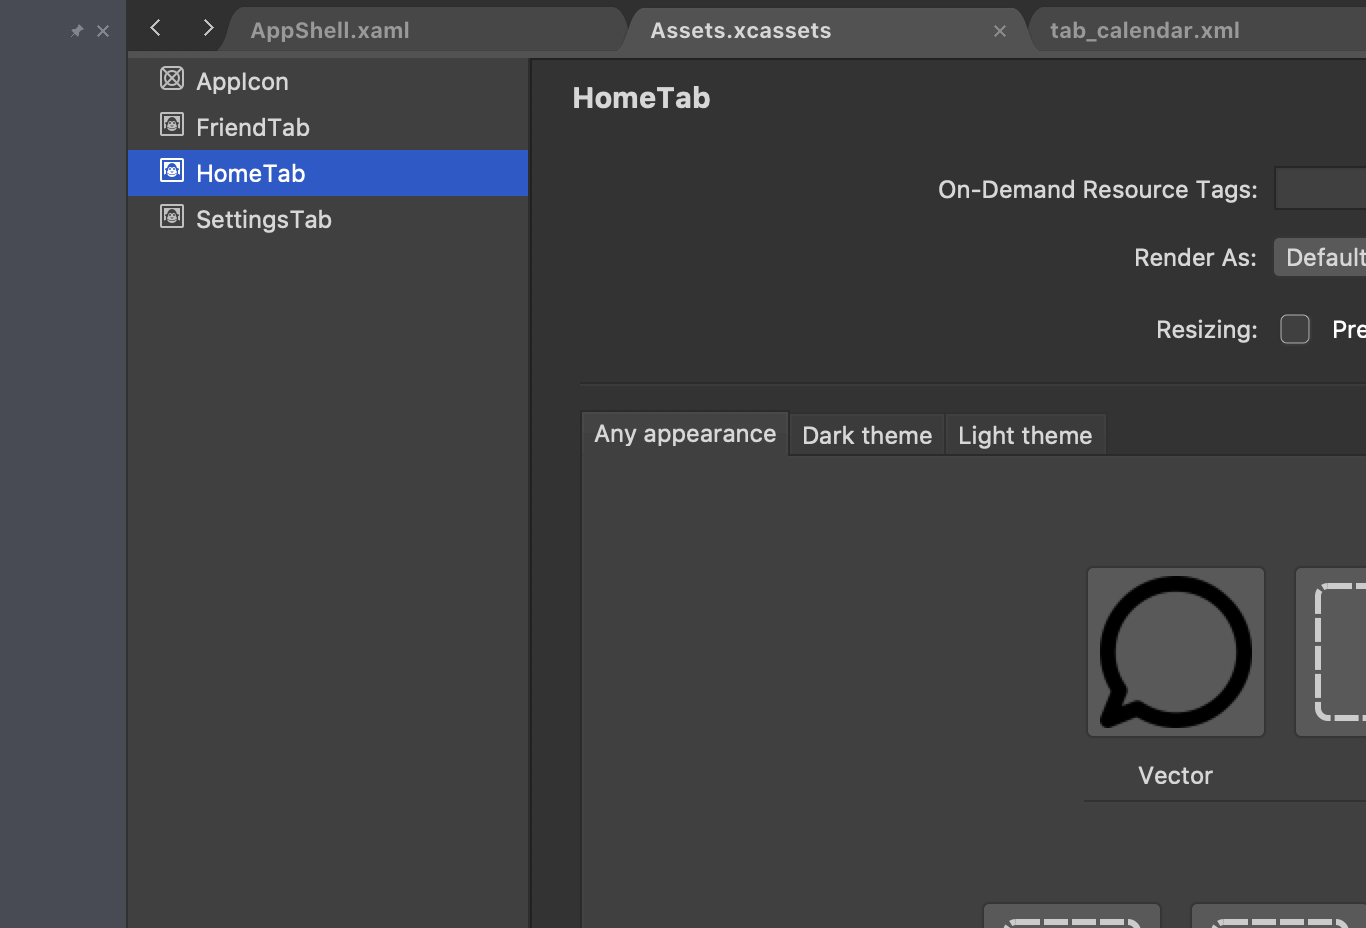 AppShell.xaml
Assets.xcassets
tab_calendar.xml
AppIcon
FriendTab
HomeTab
SettingsTab
HomeTab
On-Demand Resource Tags:
Render As:
Default
Resizing:
Pre
Any appearance
Dark theme
Light theme
Vector